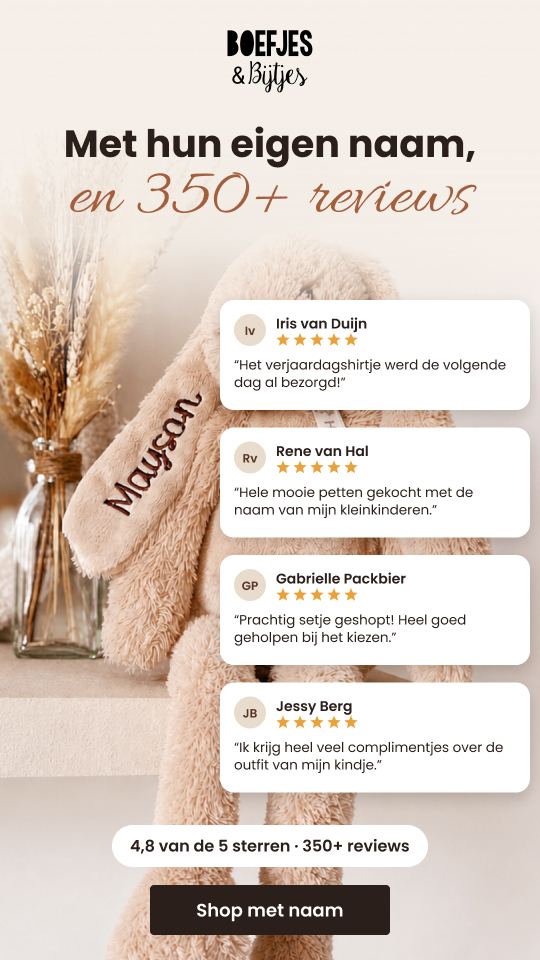 BOEFJES
& Bijtjes
Met hun eigen naam,
en 350+ reviews
Iv
Iris van Duijn
“Het verjaardagshirtje werd de volgende
dag al bezorgd!”
Mayson
Rv
Rene van Hal
“Hele mooie petten gekocht met de
naam van mijn kleinkinderen.”
GP
Gabrielle Packbier
“Prachtig setje geshopt! Heel goed
geholpen bij het kiezen.”
JB
Jessy Berg
“Ik krijg heel veel complimentjes over de
outfit van mijn kindje.”
4,8 van de 5 sterren · 350+ reviews
Shop met naam